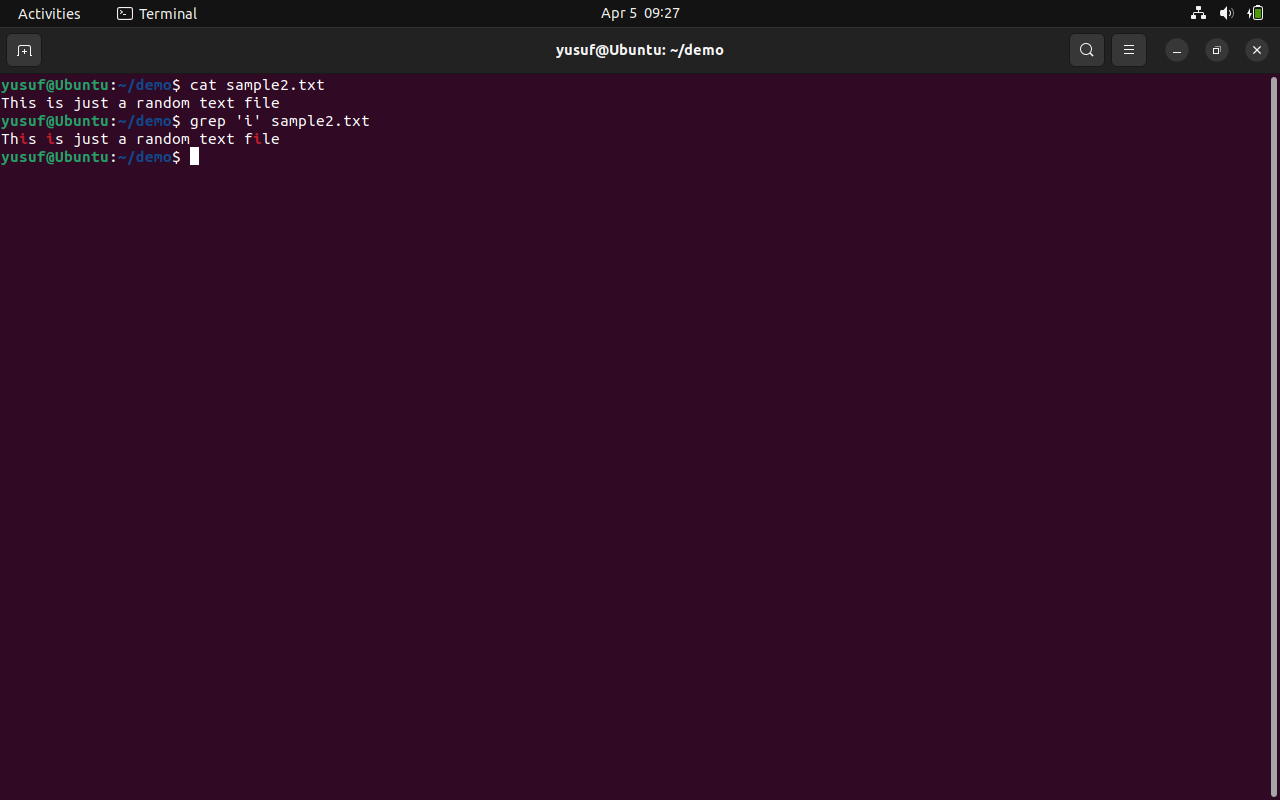 Activities Terminal Apr 5 09:27
yusuf@Ubuntu: ~/demo
yusuf@Ubuntu:~/demo$ cat sample2.txt
This is just a random text file
yusuf@Ubuntu:~/demo$ grep 'i' sample2.txt
This is just a random text file
yusuf@Ubuntu:~/demo$